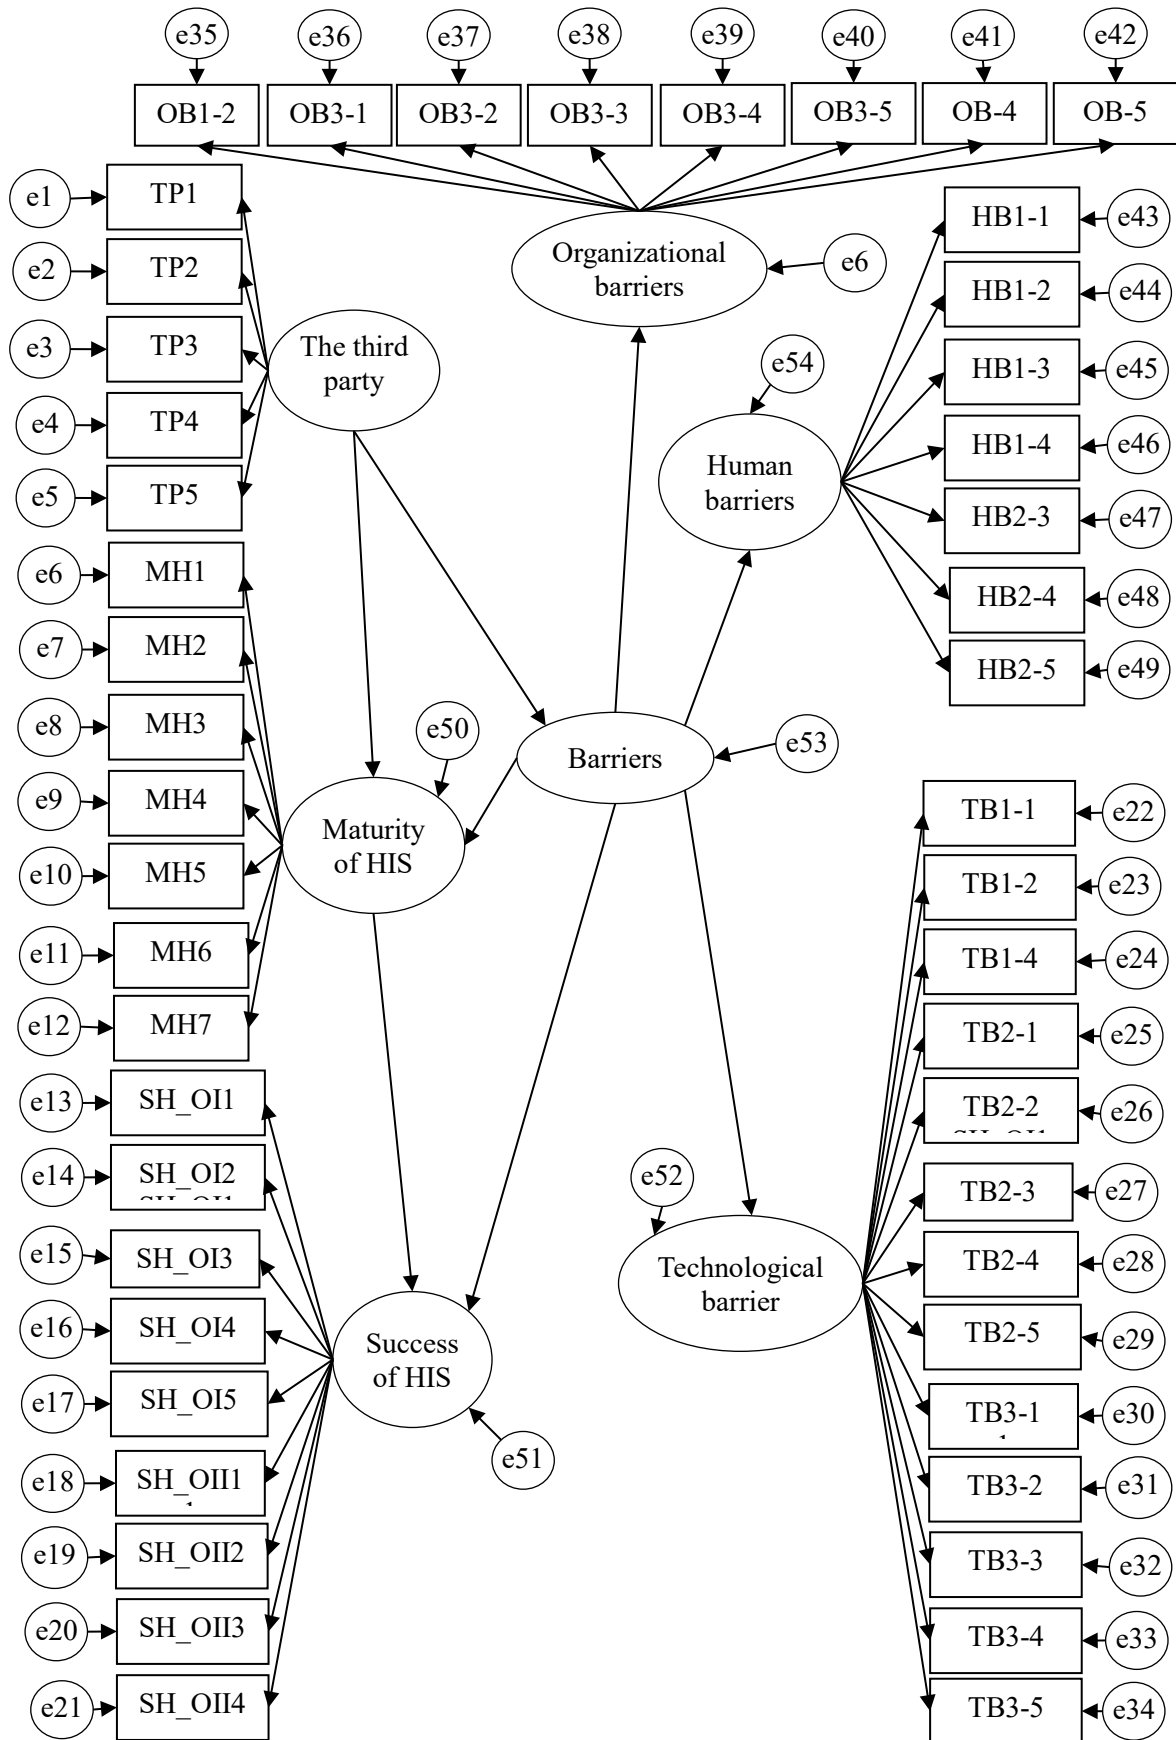 e35 e36 e37 e38 e39 e40 e41 e42
OB1-2 OB3-1 OB3-2 OB3-3 OB3-4 OB3-5 OB-4 OB-5
e1 TP1
e2 TP2
e3 TP3
e4 TP4
e5 TP5
The third
party
Organizational
barriers
e6
e54
Human
barriers
HB1-1 e43
HB1-2 e44
HB1-3 e45
HB1-4 e46
HB2-3 e47
HB2-4 e48
HB2-5 e49
e6 MH1
e7 MH2
e8 MH3
e9 MH4
e10 MH5
e11 MH6
e12 MH7
e50
Maturity
of HIS
Barriers
e53
e13 SH_OI1
e14 SH_OI2
e15 SH_OI3
e16 SH_OI4
e17 SH_OI5
e18 SH_OII1
e19 SH_OII2
e20 SH_OII3
e21 SH_OII4
Success
of HIS
e51
e52
Technological
barrier
TB1-1 e22
TB1-2 e23
TB1-4 e24
TB2-1 e25
TB2-2 e26
TB2-3 e27
TB2-4 e28
TB2-5 e29
TB3-1 e30
TB3-2 e31
TB3-3 e32
TB3-4 e33
TB3-5 e34